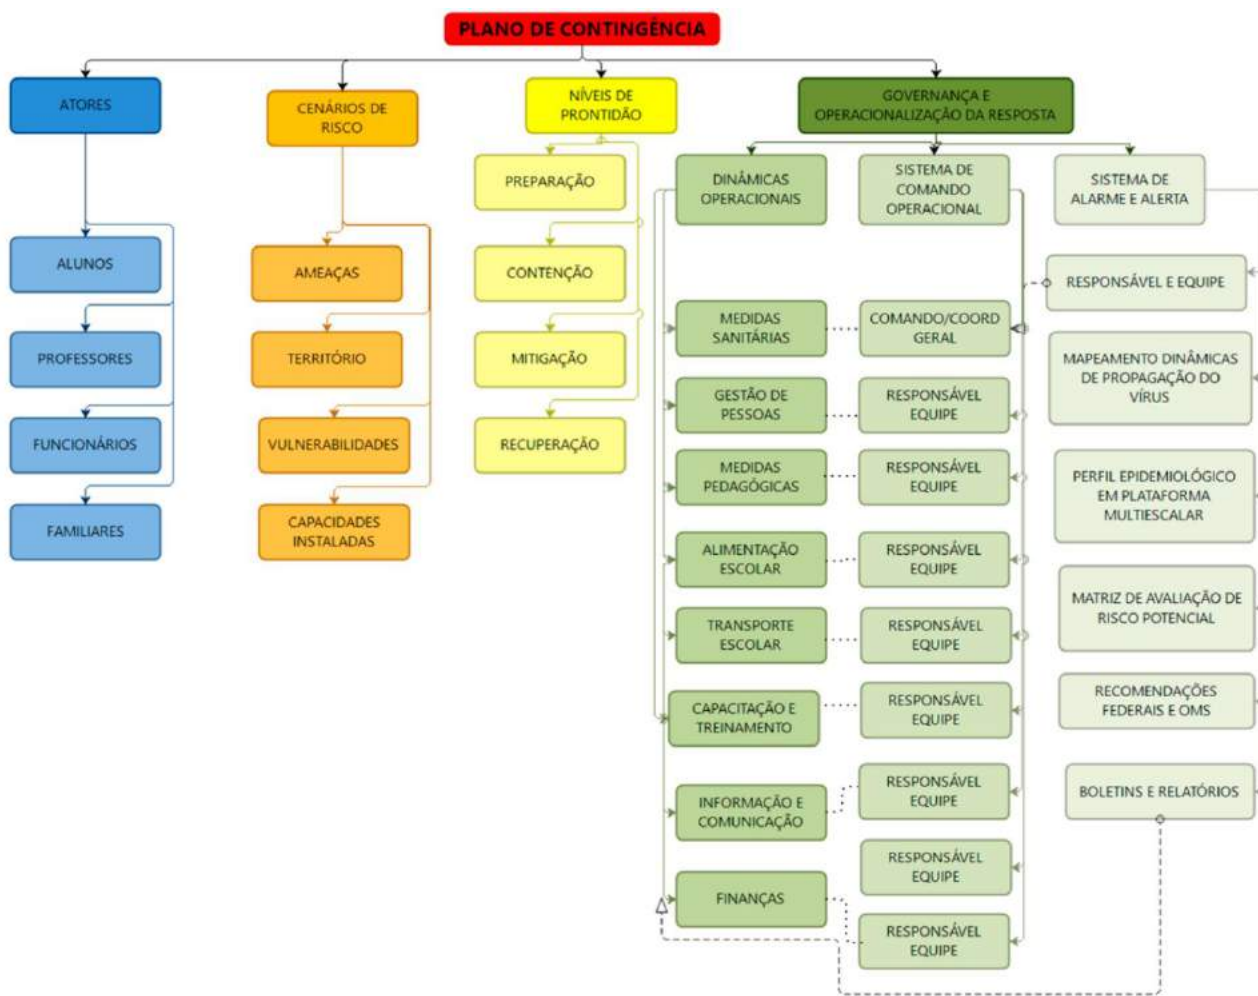 PLANO DE CONTINGÊNCIA
ATORES
ALUNOS
PROFESSORES
FUNCIONÁRIOS
FAMILIARES
CENÁRIOS DE
RISCO
AMEAÇAS
TERRITÓRIO
VULNERABILIDADES
CAPACIDADES
INSTALADAS
NÍVEIS DE
PRONTIDÃO
PREPARAÇÃO
CONTENÇÃO
MITIGAÇÃO
RECUPERAÇÃO
GOVERNANÇA E
OPERACIONALIZAÇÃO DA RESPOSTA
DINÂMICAS
OPERACIONAIS
MEDIDAS
SANITÁRIAS
GESTÃO DE
PESSOAS
MEDIDAS
PEDAGÓGICAS
ALIMENTAÇÃO
ESCOLAR
TRANSPORTE
ESCOLAR
CAPACITAÇÃO E
TREINAMENTO
INFORMAÇÃO E
COMUNICAÇÃO
FINANÇAS
SISTEMA DE
COMANDO
OPERACIONAL
COMANDO/COORD
GERAL
RESPONSÁVEL
EQUIPE
RESPONSÁVEL
EQUIPE
RESPONSÁVEL
EQUIPE
RESPONSÁVEL
EQUIPE
RESPONSÁVEL
EQUIPE
RESPONSÁVEL
EQUIPE
RESPONSÁVEL
EQUIPE
RESPONSÁVEL
EQUIPE
SISTEMA DE
ALARME E ALERTA
RESPONSÁVEL E EQUIPE
MAPEAMENTO DINÂMICAS
DE PROPAGAÇÃO DO
VÍRUS
PERFIL EPIDEMIOLÓGICO
EM PLATAFORMA
MULTIESCALAR
MATRIZ DE AVALIAÇÃO DE
RISCO POTENCIAL
RECOMENDAÇÕES
FEDERAIS E OMS
BOLETINS E RELATÓRIOS